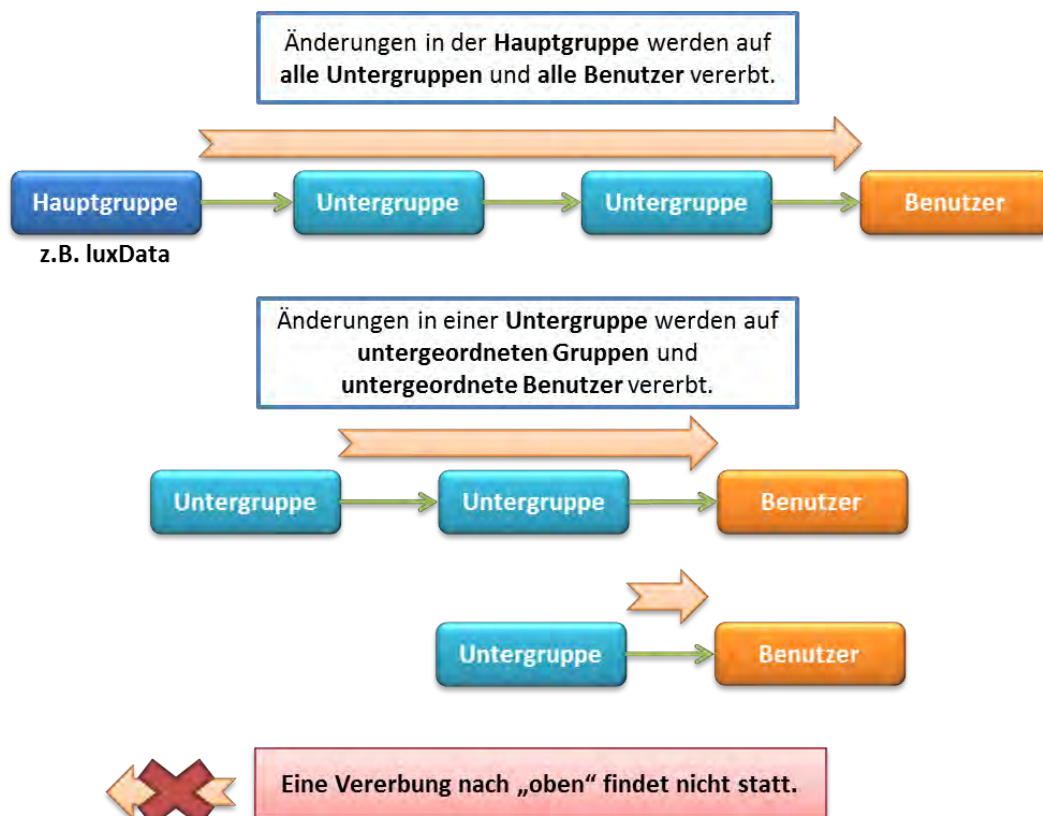 Änderungen in der Hauptgruppe werden auf
alle Untergruppen und alle Benutzer vererbt.
Hauptgruppe
Untergruppe
Untergruppe
Benutzer
z.B. luxData
Änderungen in einer Untergruppe werden auf
untergeordneten Gruppen und
untergeordnete Benutzer vererbt.
Untergruppe
Untergruppe
Benutzer
Untergruppe
Benutzer
Eine Vererbung nach „oben“ findet nicht statt.